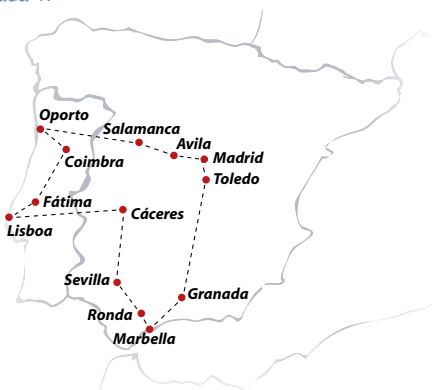 Oporto
Salamanca
Avila
Madrid
Coimbra
Toledo
Fátima
Cáceres
Lisboa
Sevilla
Granada
Ronda
Marbella